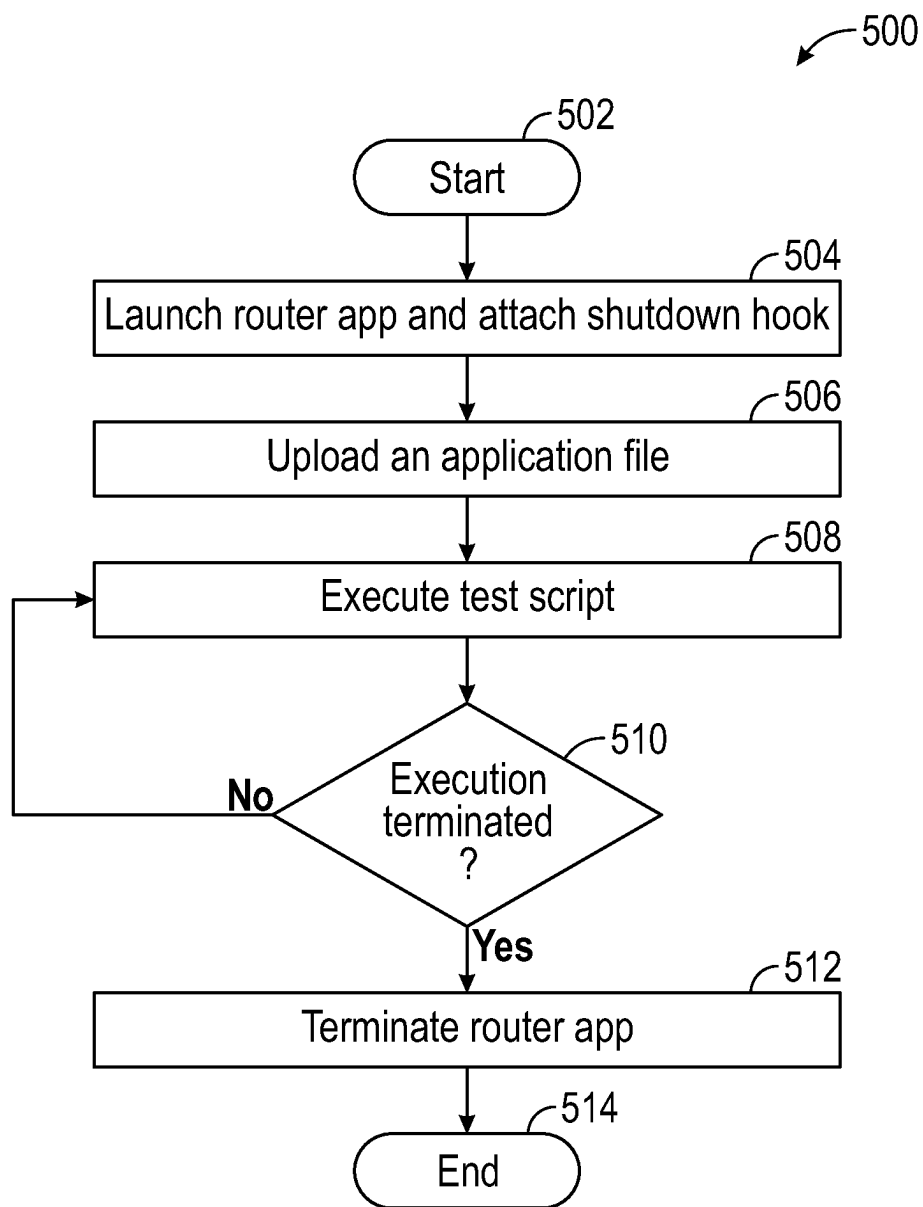 500
502
Start
504
Launch router app and attach shutdown hook
506
Upload an application file
508
Execute test script
510
Execution
terminated
?
No
Yes
512
Terminate router app
514
End